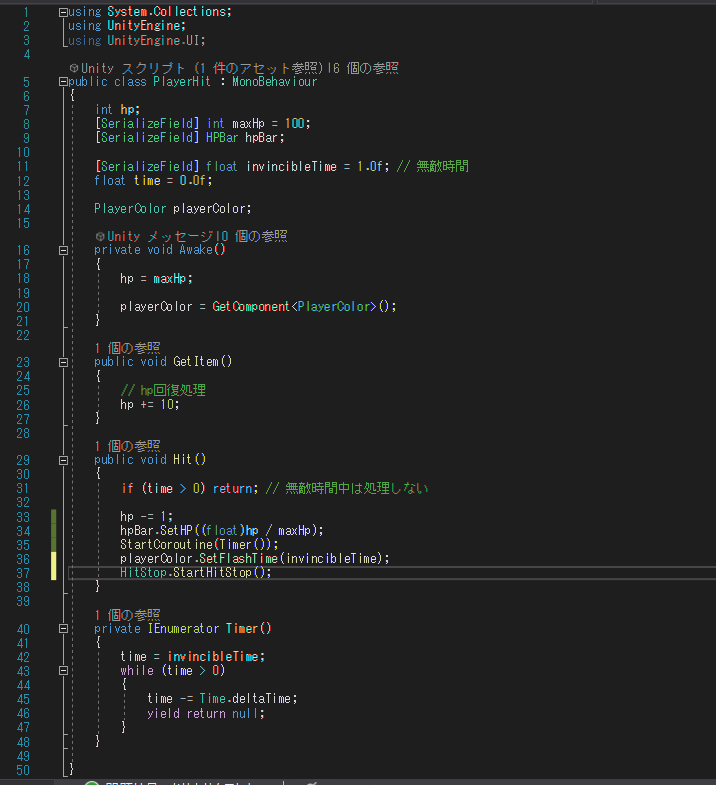 1 using System.Collections;
2 using UnityEngine;
3 using UnityEngine.UI;
4
Unity スクリプト (1 件のアセット参照)|6 個の参照
5 public class PlayerHit : MonoBehaviour
6 {
7 int hp;
8 [SerializeField] int maxHp = 100;
9 [SerializeField] HPBar hpBar;
10
11 [SerializeField] float invincibleTime = 1.0f; // 無敵時間
12 float time = 0.0f;
13
14 PlayerColor playerColor;
15
Unity メッセージ|0 個の参照
16 private void Awake()
17 {
18 hp = maxHp;
19
20 playerColor = GetComponent<PlayerColor>();
21 }
22
1 個の参照
23 public void GetItem()
24 {
25 // hp回復処理
26 hp += 10;
27 }
28
1 個の参照
29 public void Hit()
30 {
31 if (time > 0) return; // 無敵時間中は処理しない
32
33 hp -= 1;
34 hpBar.SetHP((float)hp / maxHp);
35 StartCoroutine(Timer());
36 playerColor.SetFlashTime(invincibleTime);
37 HitStop.StartHitStop();
38 }
39
1 個の参照
40 private IEnumerator Timer()
41 {
42 time = invincibleTime;
43 while (time > 0)
44 {
45 time -= Time.deltaTime;
46 yield return null;
47 }
48 }
49
50 }